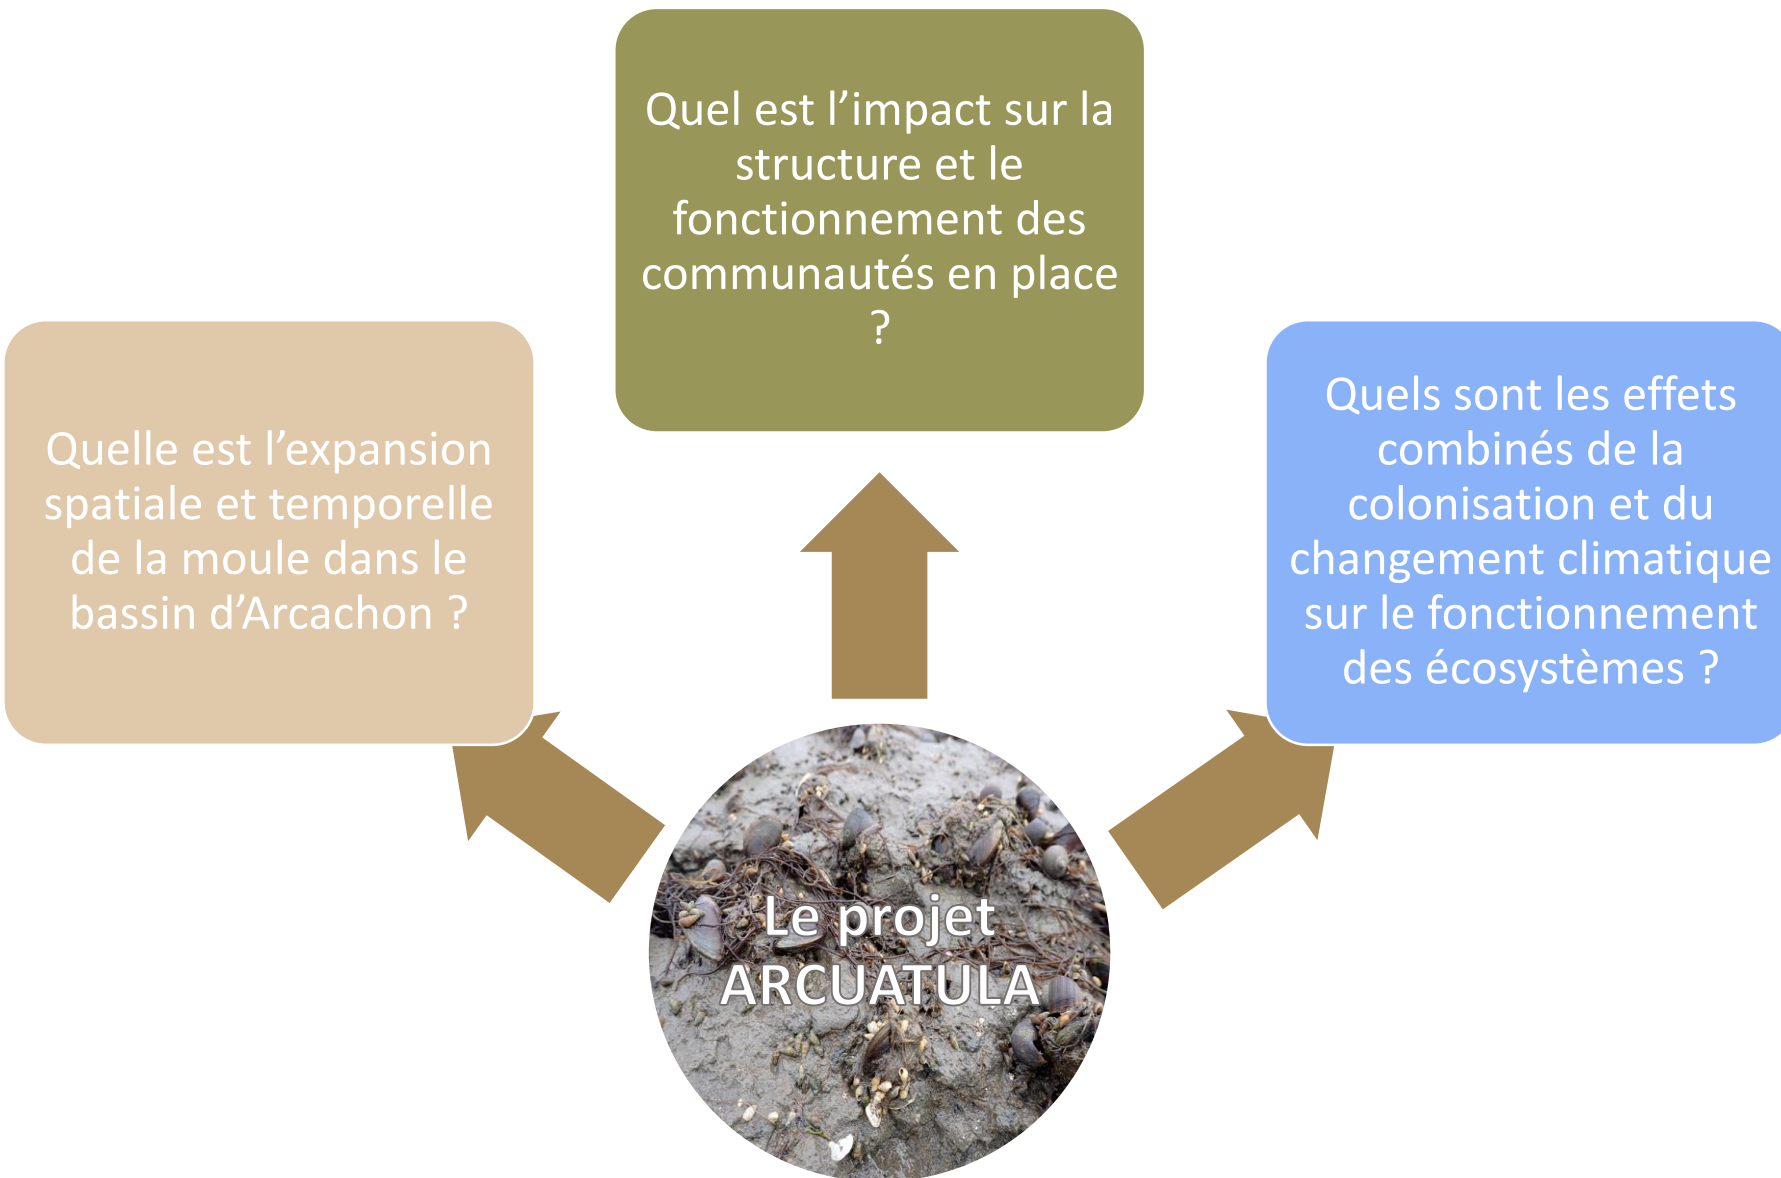 Quel est l’impact sur la
structure et le
fonctionnement des
communautés en place
?
Quelle est l’expansion
spatiale et temporelle
de la moule dans le
bassin d’Arcachon ?
Quels sont les effets
combinés de la
colonisation et du
changement climatique
sur le fonctionnement
des écosystèmes ?
Le projet
ARCUATULA